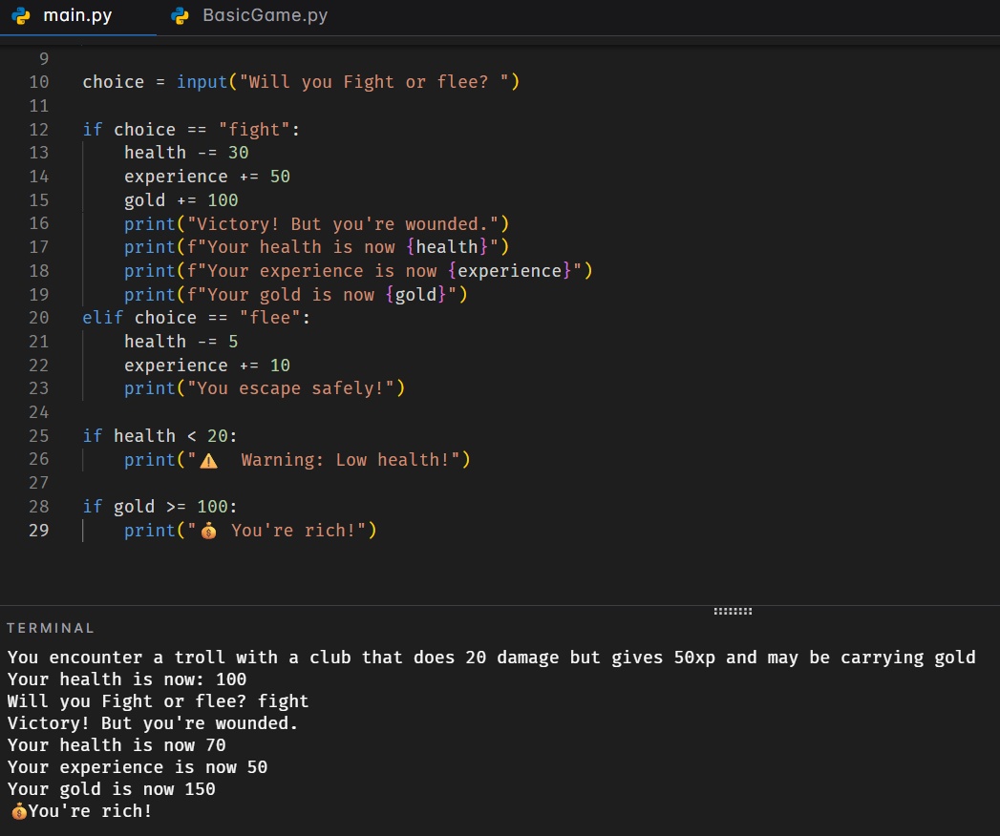 main.py
BasicGame.py
9
10 choice = input("Will you Fight or flee? ")
11
12 if choice == "fight":
13     health -= 30
14     experience += 50
15     gold += 100
16     print("Victory! But you're wounded.")
17     print(f"Your health is now {health}")
18     print(f"Your experience is now {experience}")
19     print(f"Your gold is now {gold}")
20 elif choice == "flee":
21     health -= 5
22     experience += 10
23     print("You escape safely!")
24
25 if health < 20:
26     print("⚠️  Warning: Low health!")
27
28 if gold >= 100:
29     print("💰 You're rich!")
TERMINAL
You encounter a troll with a club that does 20 damage but gives 50xp and may be carrying gold
Your health is now: 100
Will you Fight or flee? fight
Victory! But you're wounded.
Your health is now 70
Your experience is now 50
Your gold is now 150
💰You're rich!